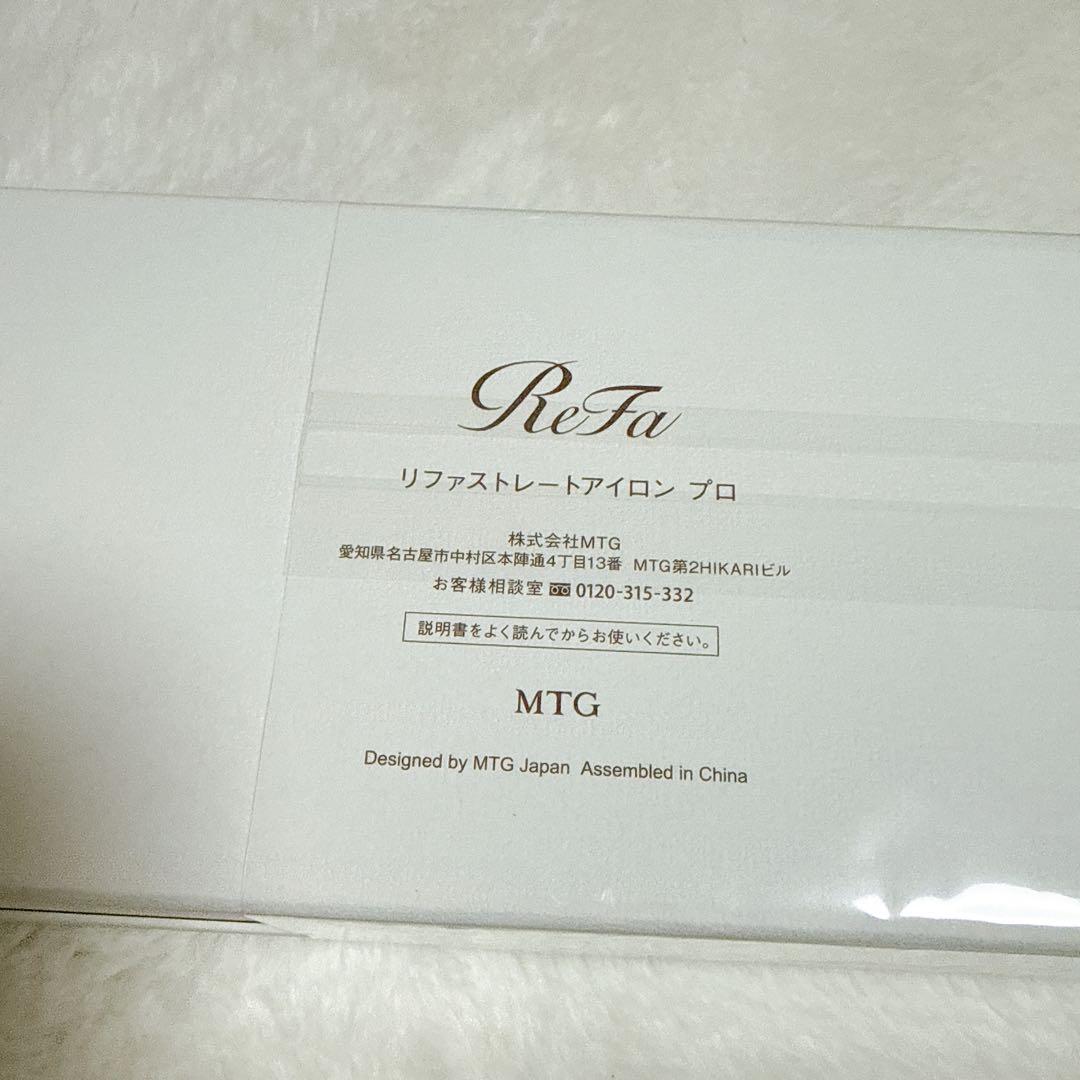 ReFa
リファストレートアイロン プロ
株式会社MTG
愛知県名古屋市中村区本陣通4丁目13番 MTG第2HIKARIビル
お客様相談室 0120-315-332
説明書をよく読んでからお使いください。
MTG
Designed by MTG Japan Assembled in China